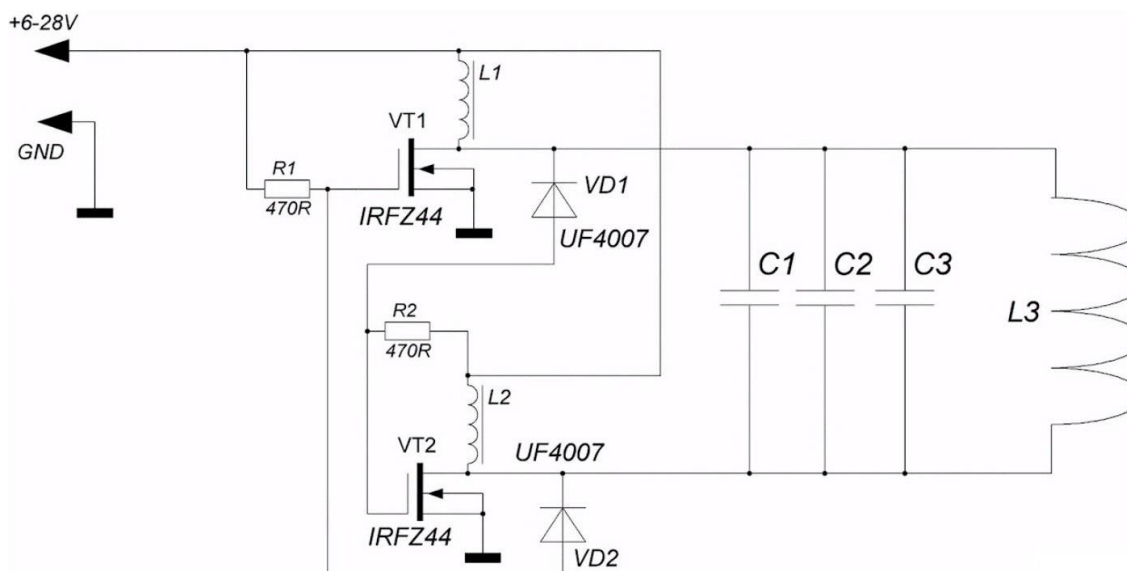 +6-28V
L1
VT1
GND
R1
470R
VD1
IRFZ44
UF4007
C1 C2 C3
R2
L3
470R
L2
VT2
UF4007
IRFZ44
VD2